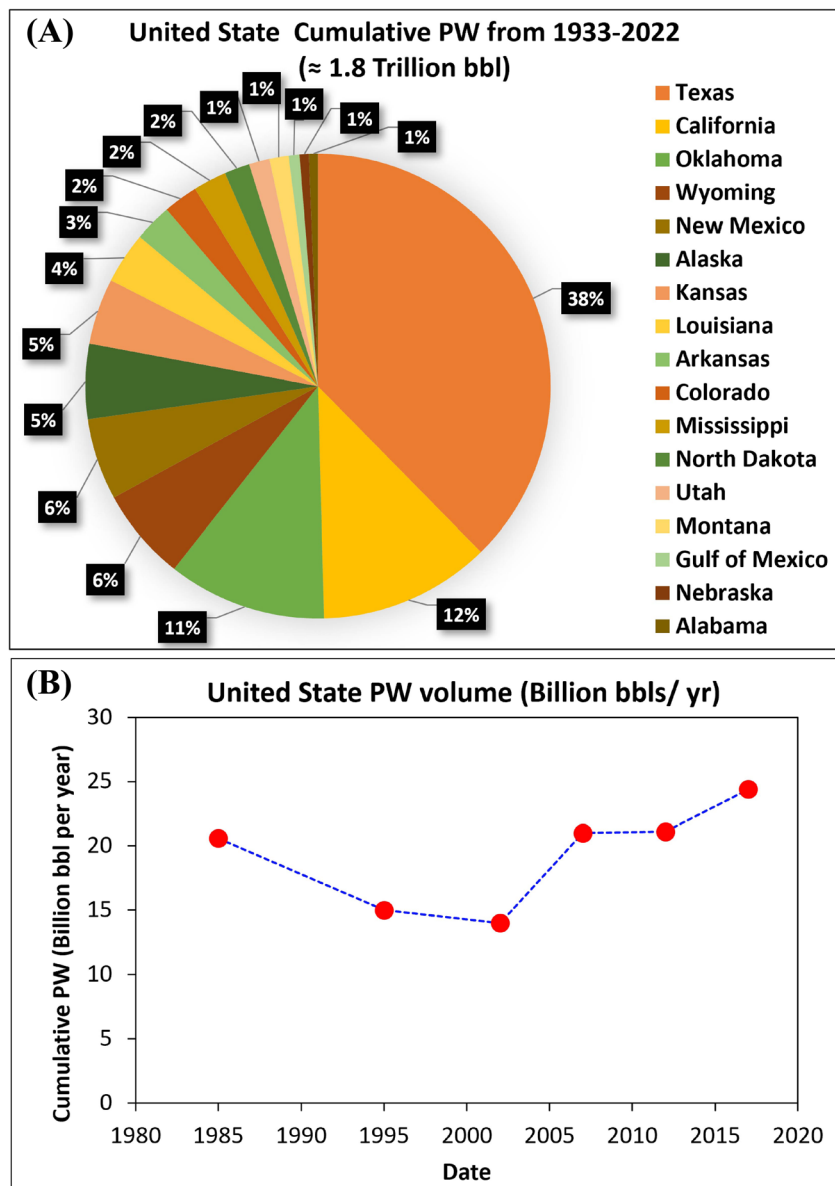 (A)
United State Cumulative PW from 1933-2022
(≈ 1.8 Trillion bbl)
1%
1%
1%
1%
1%
2%
2%
2%
3%
4%
5%
5%
6%
6%
11%
12%
38%
Texas
California
Oklahoma
Wyoming
New Mexico
Alaska
Kansas
Louisiana
Arkansas
Colorado
Mississippi
North Dakota
Utah
Montana
Gulf of Mexico
Nebraska
Alabama
(B)
United State PW volume (Billion bbls/ yr)
Cumulative PW (Billion bbl per year)
30
25
20
15
10
5
0
1980 1985 1990 1995 2000 2005 2010 2015 2020
Date